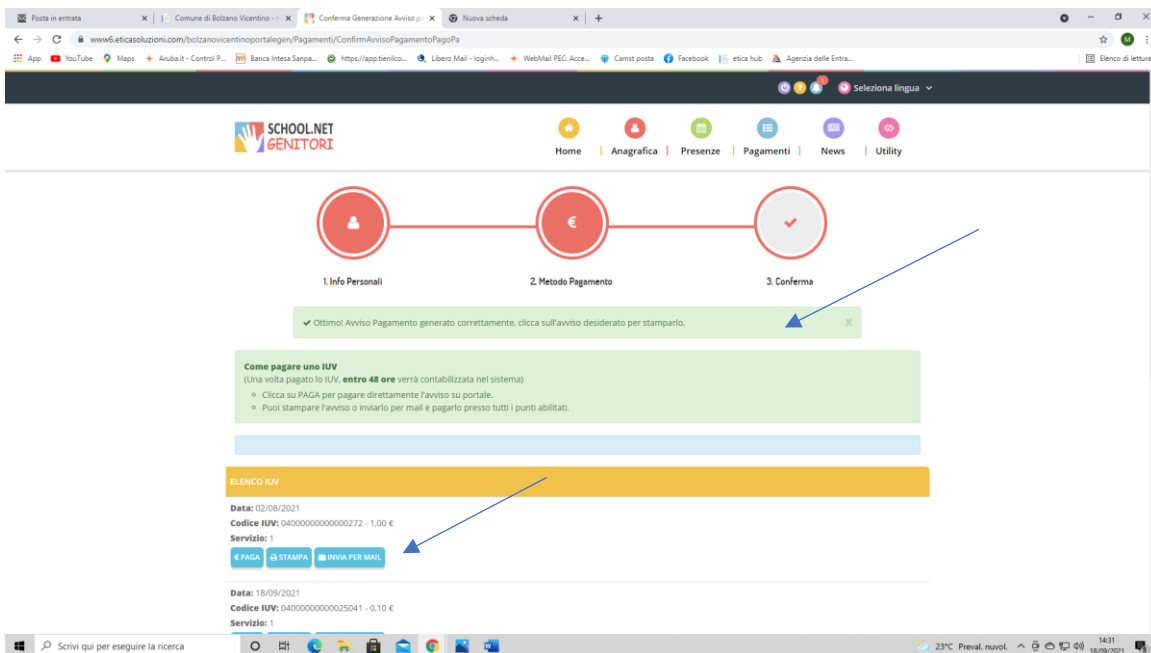 Posta in entrata
Comune di Bolzano Vicentino -
Conferma Generazione Avviso p
Nuova scheda
www6.eticasoluzioni.com/bolzanovicentinoportalegen/Pagamenti/ConfirmAvvisoPagamentoPagoPa
App YouTube Maps Aruba.it - Control P... Banca Intesa Sanpa... https://app.tienilco... Libero Mail - loginh... WebMail PEC: Acce... Camst posta Facebook etica hub Agenzia delle Entra... Elenco di lettura
1
Seleziona lingua
SCHOOL.NET
GENITORI
Home | Anagrafica | Presenze | Pagamenti | News | Utility
1. Info Personali
2. Metodo Pagamento
3. Conferma
Ottimo! Avviso Pagamento generato correttamente, clicca sull'avviso desiderato per stamparlo.
X
Come pagare uno IUV
(Una volta pagato lo IUV, entro 48 ore verrà contabilizzata nel sistema)
Clicca su PAGA per pagare direttamente l'avviso su portale.
Puoi stampare l'avviso o inviarlo per mail e pagarlo presso tutti i punti abilitati.
ELENCO IUV
Data: 02/08/2021
Codice IUV: 04000000000000272 - 1,00 €
Servizio: 1
€ PAGA STAMPA INVIA PER MAIL
Data: 18/09/2021
Codice IUV: 04000000000025041 - 0,10 €
Servizio: 1
Scrivi qui per eseguire la ricerca
23°C Preval. nuvol.
14:31
18/09/2021